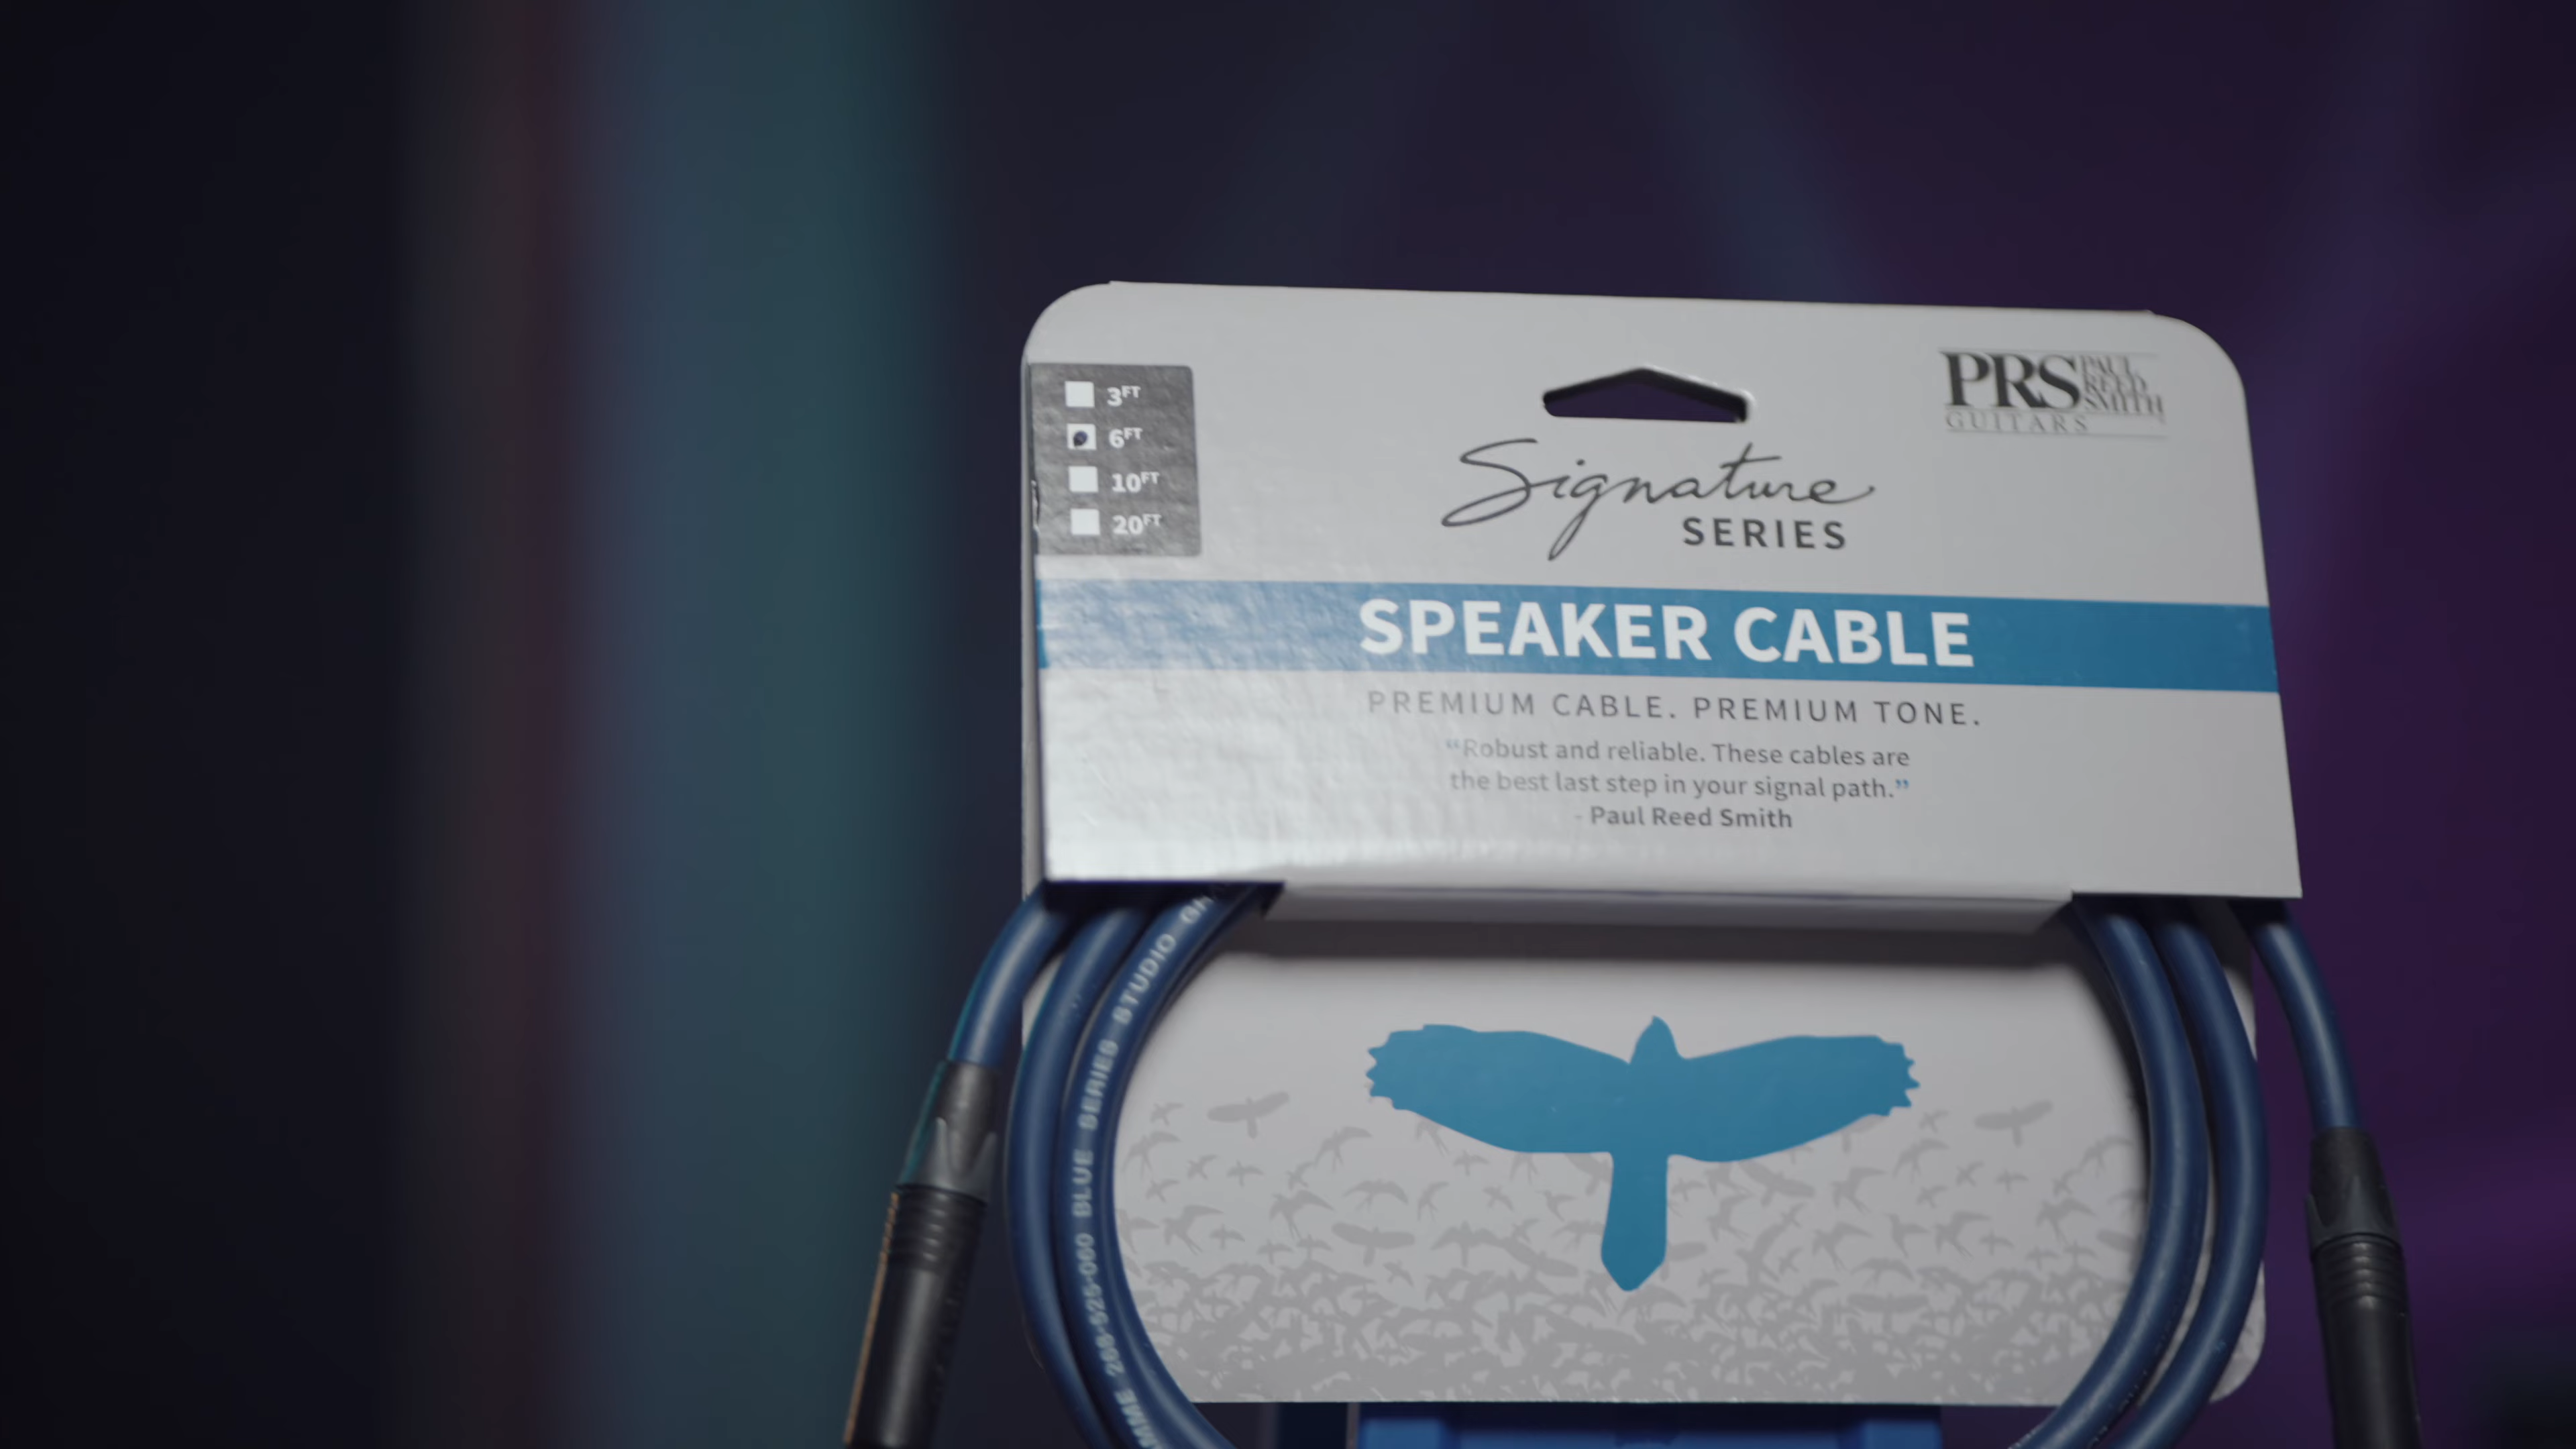 3FT
6FT
10FT
20FT
PRS PAUL
REED
SMITH
GUITARS
Signature
SERIES
SPEAKER CABLE
PREMIUM CABLE. PREMIUM TONE.
“Robust and reliable. These cables are
the best last step in your signal path.”
- Paul Reed Smith
BLUE SERIES STUDIO